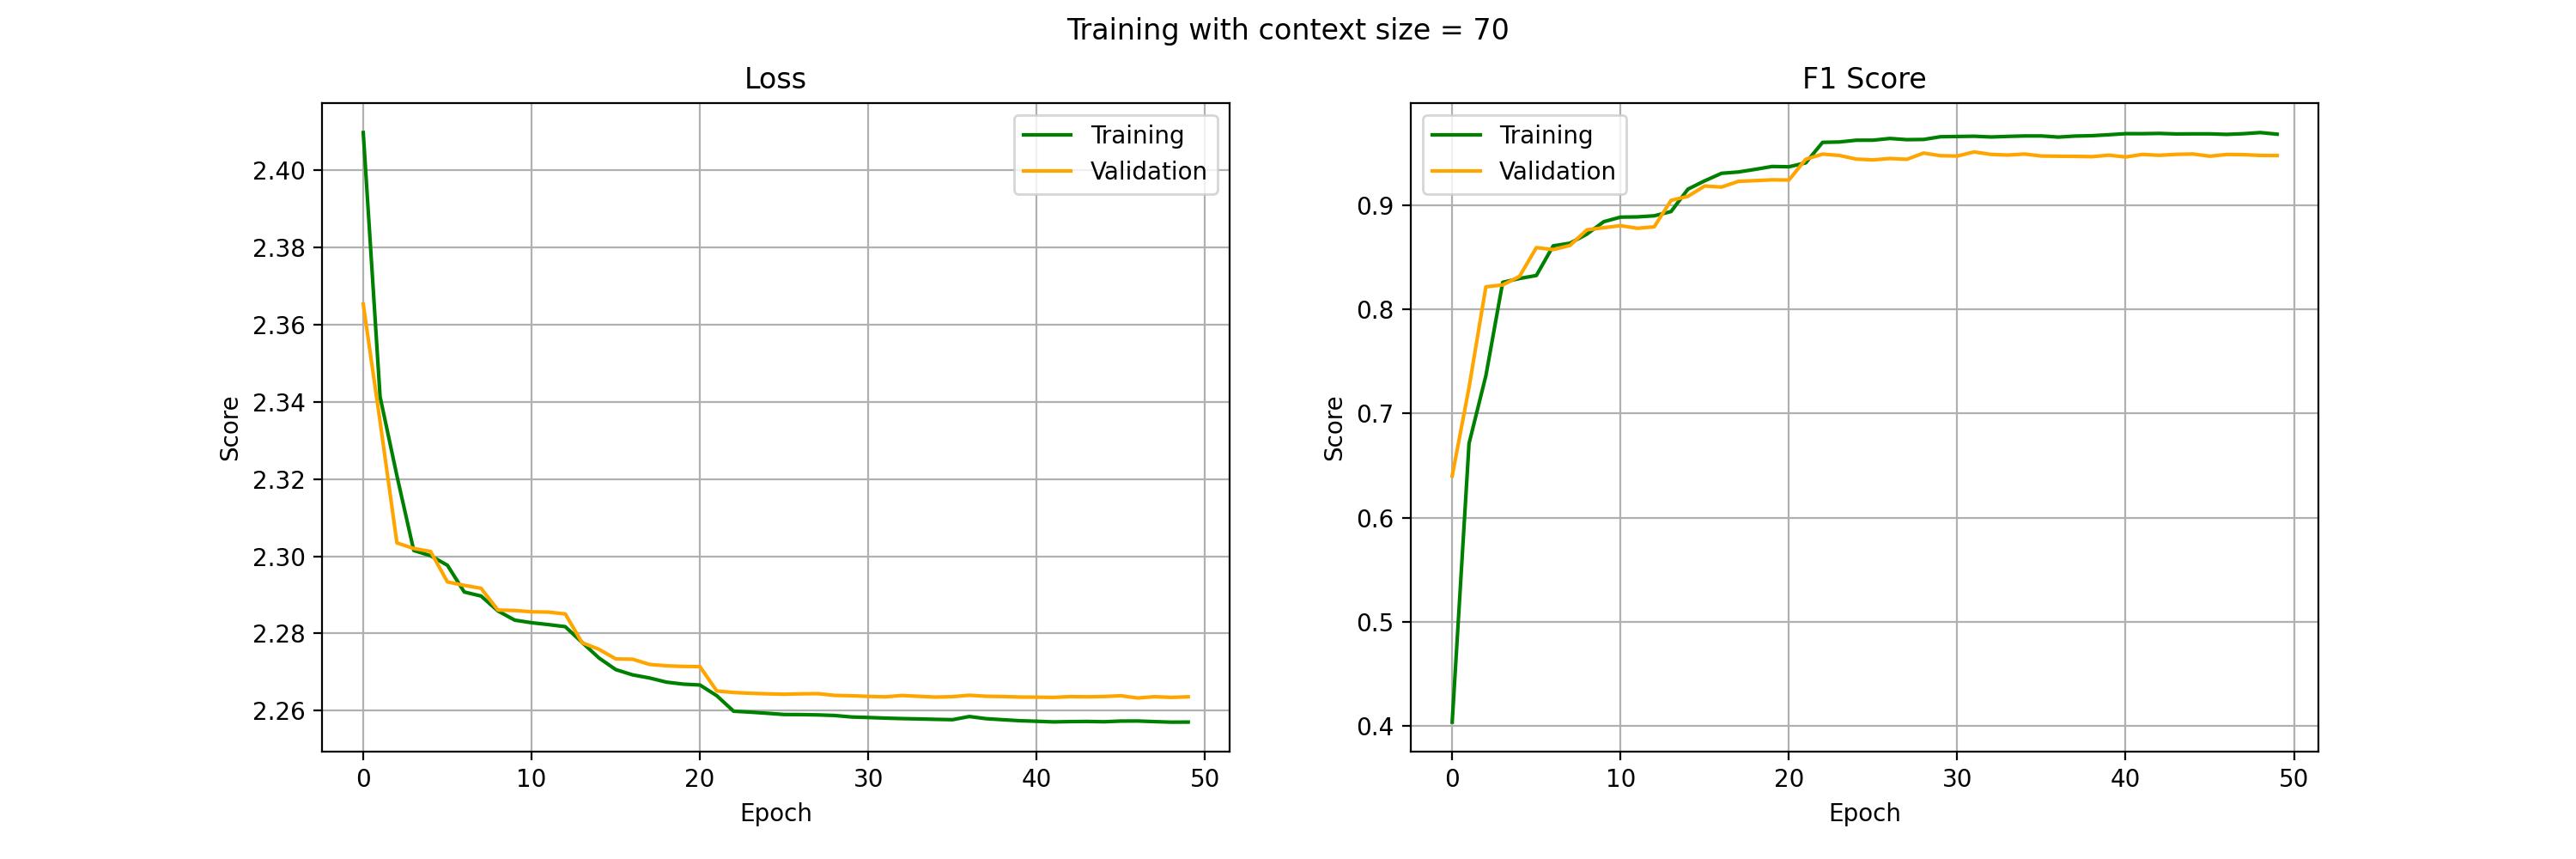 Training with context size = 70
Loss
Training
Validation
2.40
2.38
2.36
2.34
2.32
2.30
2.28
2.26
Score
0
10
20
30
40
50
Epoch
F1 Score
Training
Validation
0.9
0.8
0.7
0.6
0.5
0.4
Score
0
10
20
30
40
50
Epoch